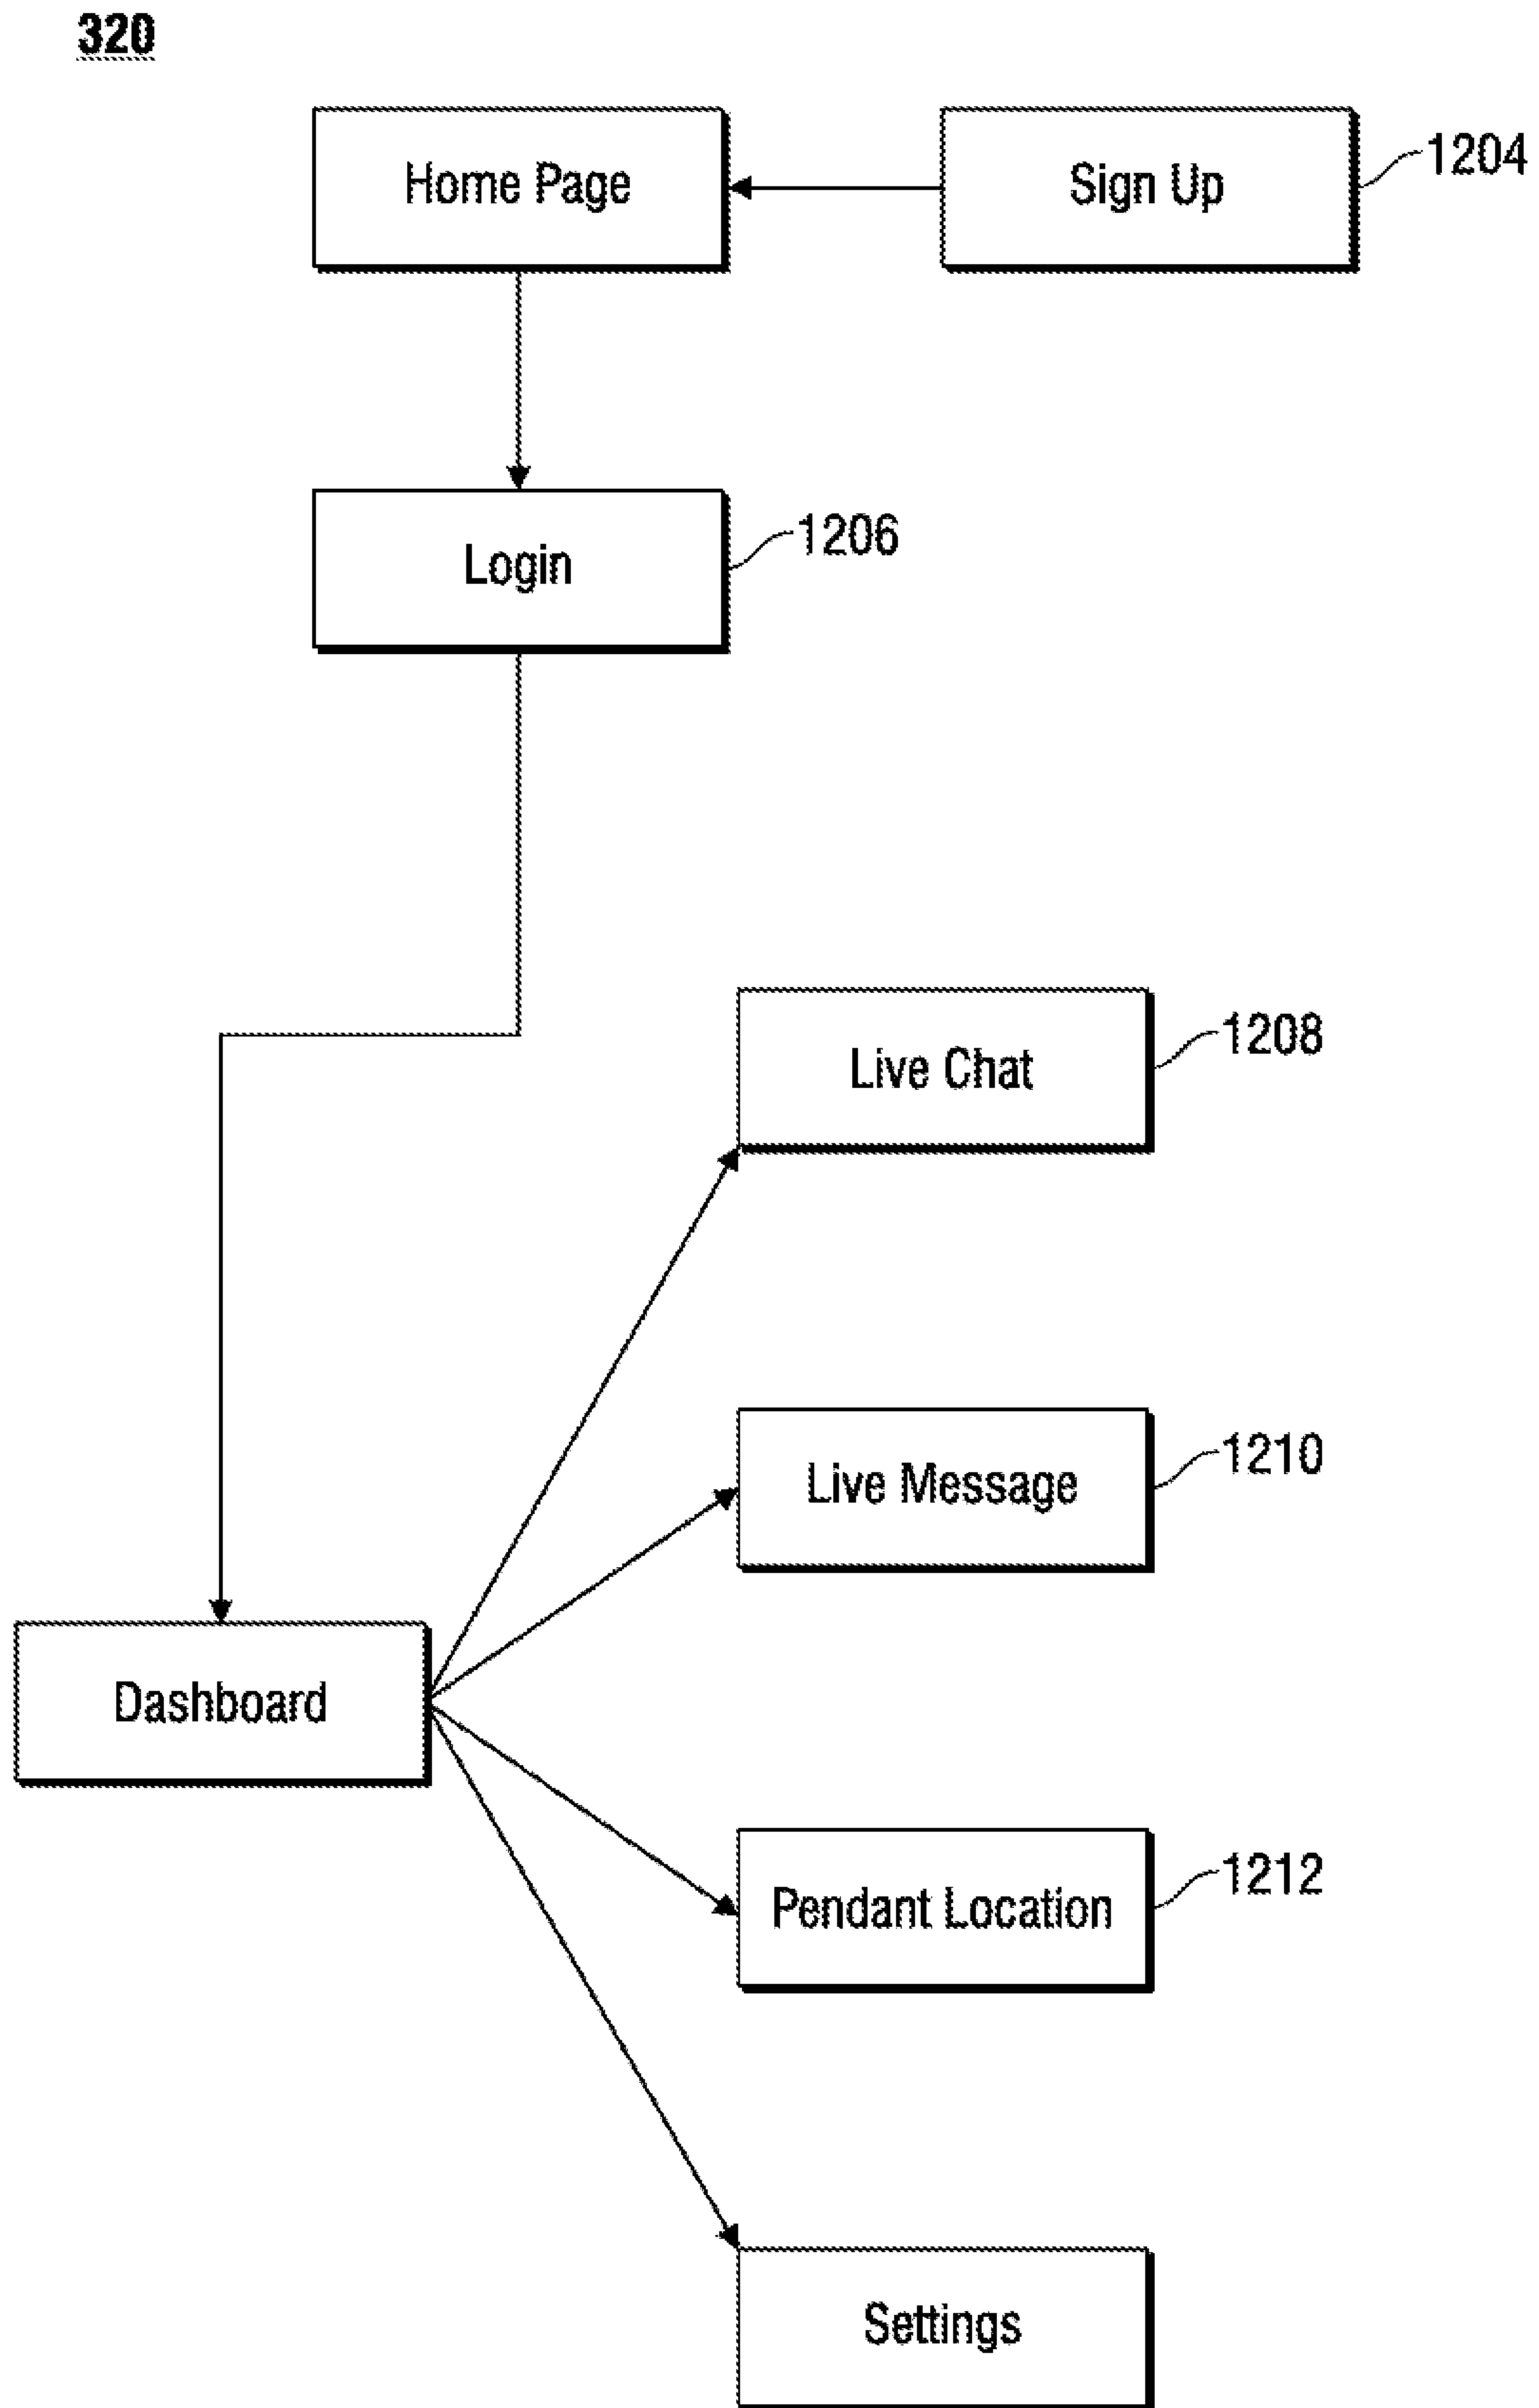 320
Home Page
Sign Up
1204
Login
1206
Live Chat
1208
Live Message
1210
Dashboard
Pendant Location
1212
Settings